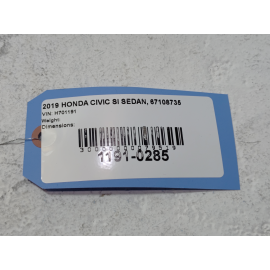 2019 HONDA CIVIC SI SEDAN, 67108735
VIN: H701191
Weight:
Dimensions:
1191-0285